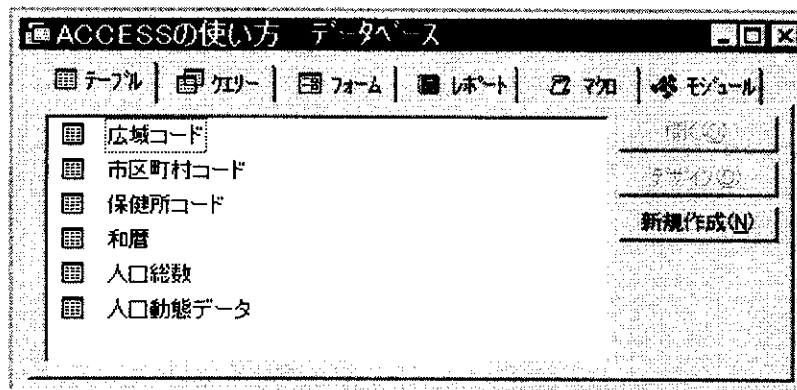 ACCESSの使い方 データベース
テーブル クエリー フォーム レポート マクロ モジュール
広域コード
開く(O)
市区町村コード
デザイン(D)
保健所コード
新規作成(N)
和暦
人口総数
人口動態データ